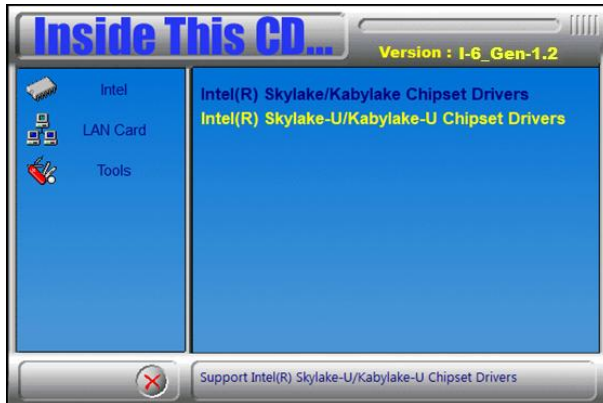 Inside This CD...
Version : I-6_Gen-1.2
Intel
LAN Card
Tools
Intel(R) Skylake/Kabylake Chipset Drivers
Intel(R) Skylake-U/Kabylake-U Chipset Drivers
Support Intel(R) Skylake-U/Kabylake-U Chipset Drivers